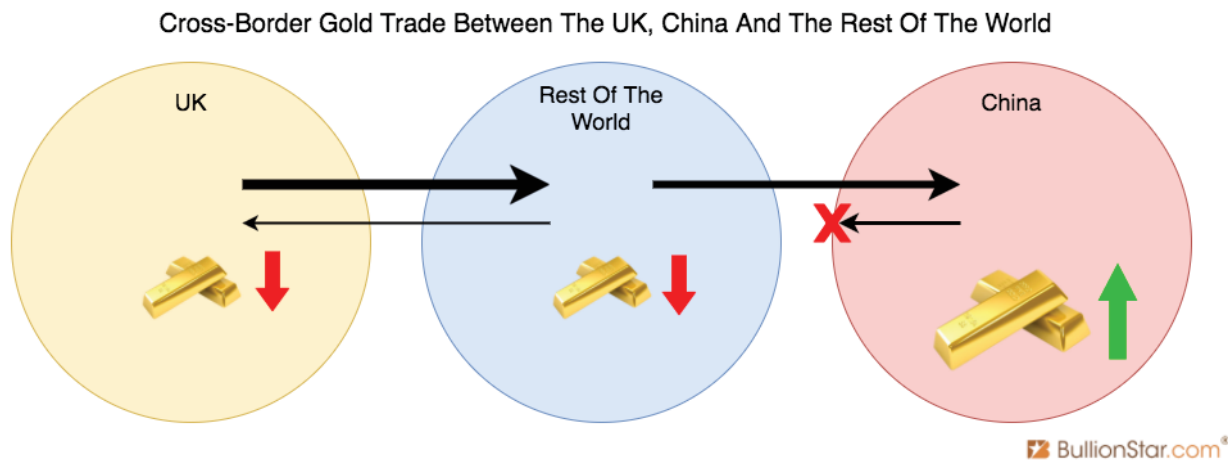 Cross-Border Gold Trade Between The UK, China And The Rest Of The World
UK
Rest Of The
World
China
X
BullionStar.com®